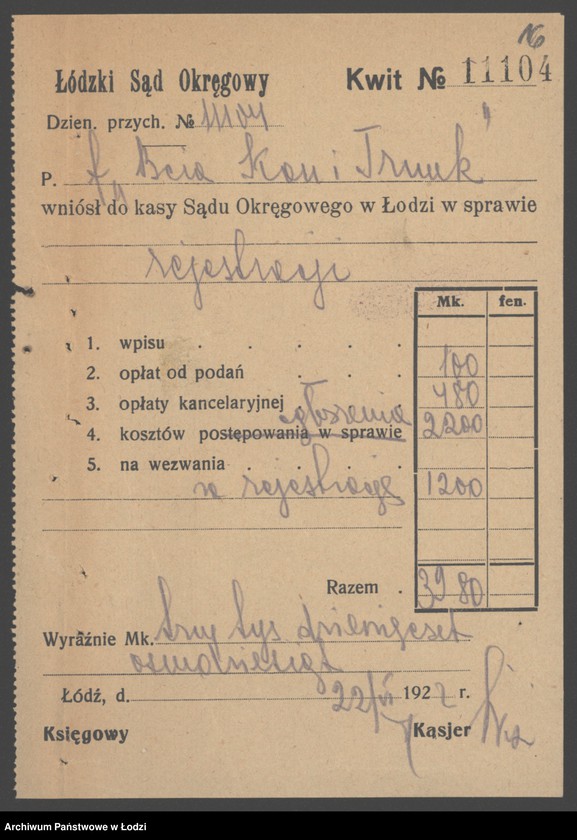 16
Łódzki Sąd Okręgowy Kwit № 11104
Dzien. przych. № 11104
P. f. „Bcia Kon i Trunk"
wniósł do kasy Sądu Okręgowego w Łodzi w sprawie
rejestracji
Mk. fen.
1. wpisu . . . . .
2. opłat od podań . . . 100
3. opłaty kancelaryjnej 480
ogłoszenia
4. kosztów postępowania w sprawie 2200
5. na wezwania . . . . .
na rejestrację 1200
Razem . 3980
Wyraźnie Mk. trzy tys dziewięćset
osiemdziesiąt
Łódź, d. 22/VI 1922 r.
Księgowy Kasjer
Archiwum Państwowe w Łodzi